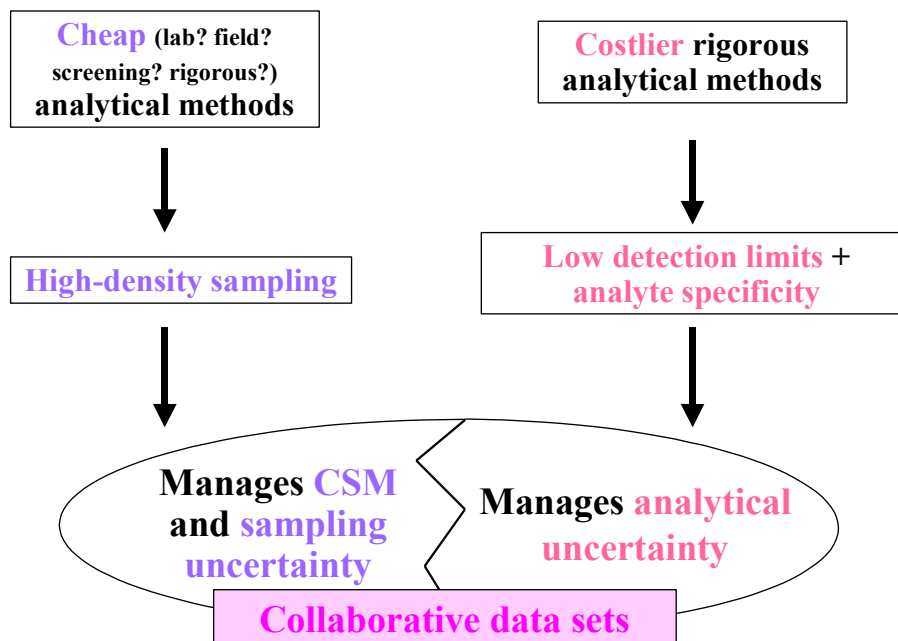 Cheap (lab? field?
screening? rigorous?)
analytical methods
Costlier rigorous
analytical methods
High-density sampling
Low detection limits +
analyte specificity
Manages CSM
and sampling
uncertainty
Manages analytical
uncertainty
Collaborative data sets